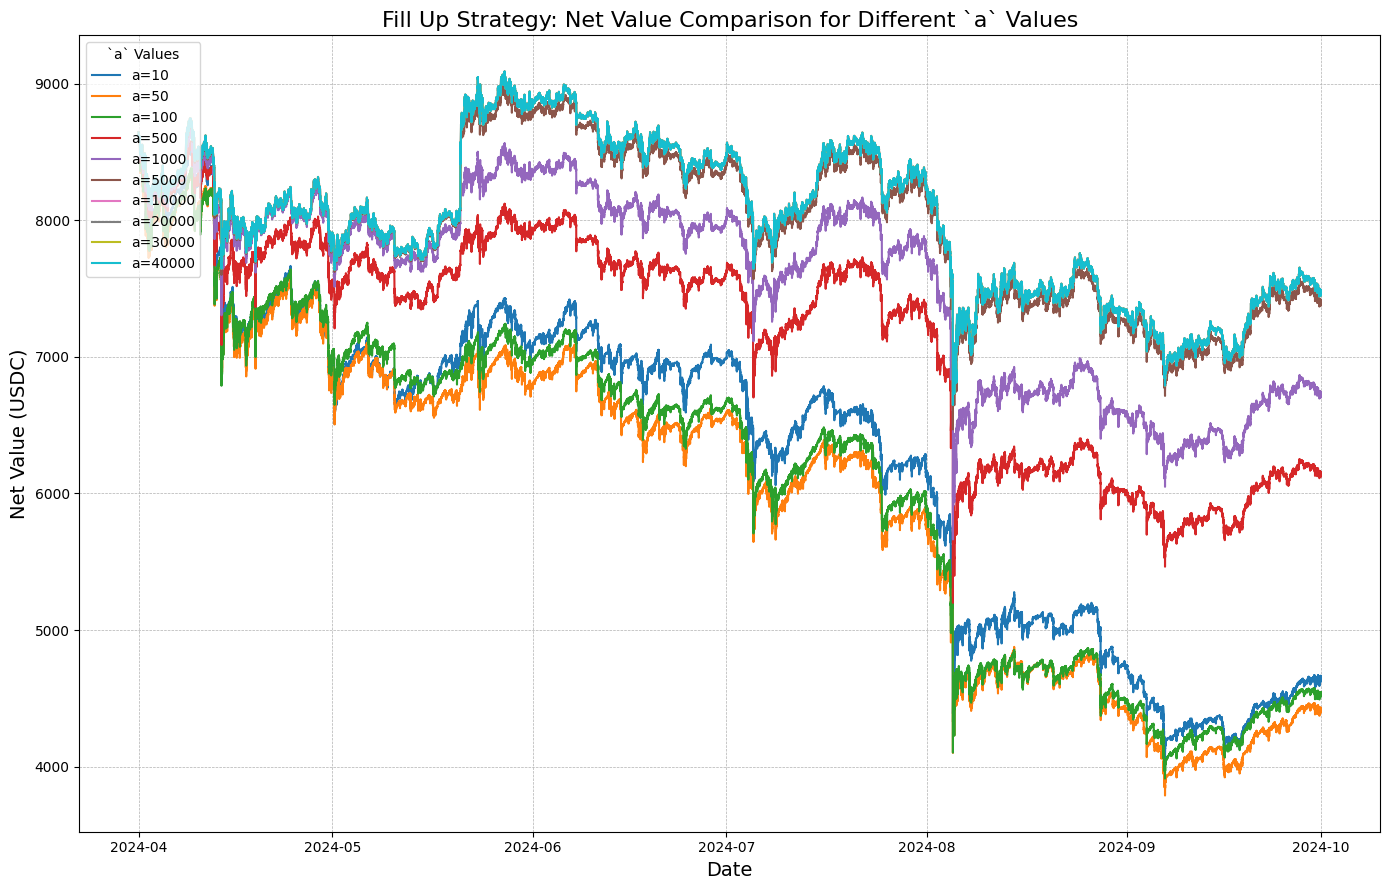 Fill Up Strategy: Net Value Comparison for Different `a` Values
`a` Values
a=10
a=50
a=100
a=500
a=1000
a=5000
a=10000
a=20000
a=30000
a=40000
Net Value (USDC)
9000
8000
7000
6000
5000
4000
2024-04
2024-05
2024-06
2024-07
2024-08
2024-09
2024-10
Date